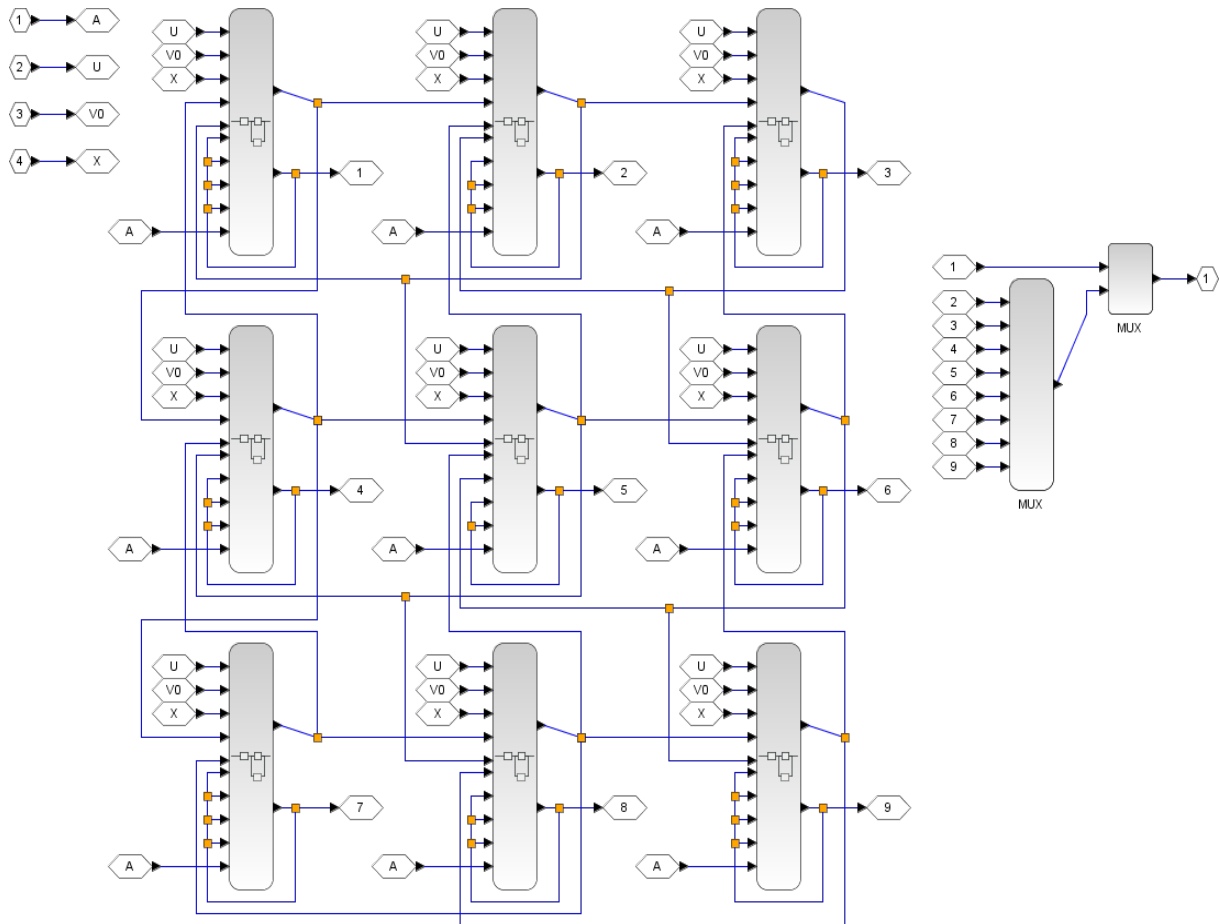 1 A
2 U
3 V0
4 X
U U U
V0 V0 V0
X X X
1 2 3
A A A
1 1
2
3
4
5
6
7
8
9
MUX
MUX
U U U
V0 V0 V0
X X X
4 5 6
A A A
U U U
V0 V0 V0
X X X
7 8 9
A A A